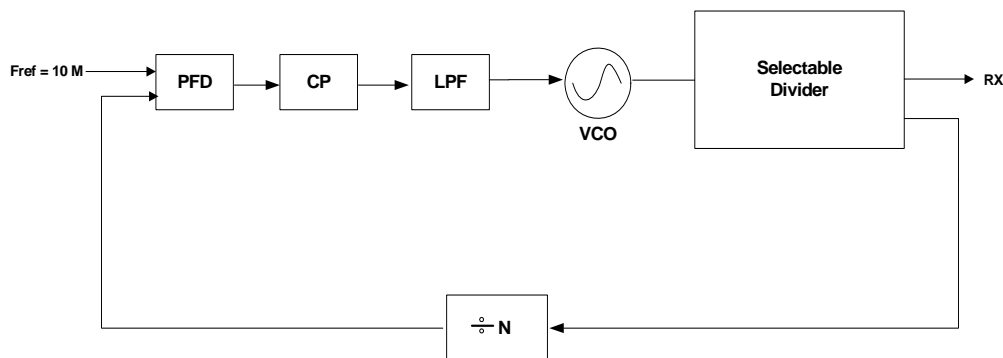 Fref = 10 M
PFD
CP
LPF
VCO
Selectable
Divider
RX
÷ N